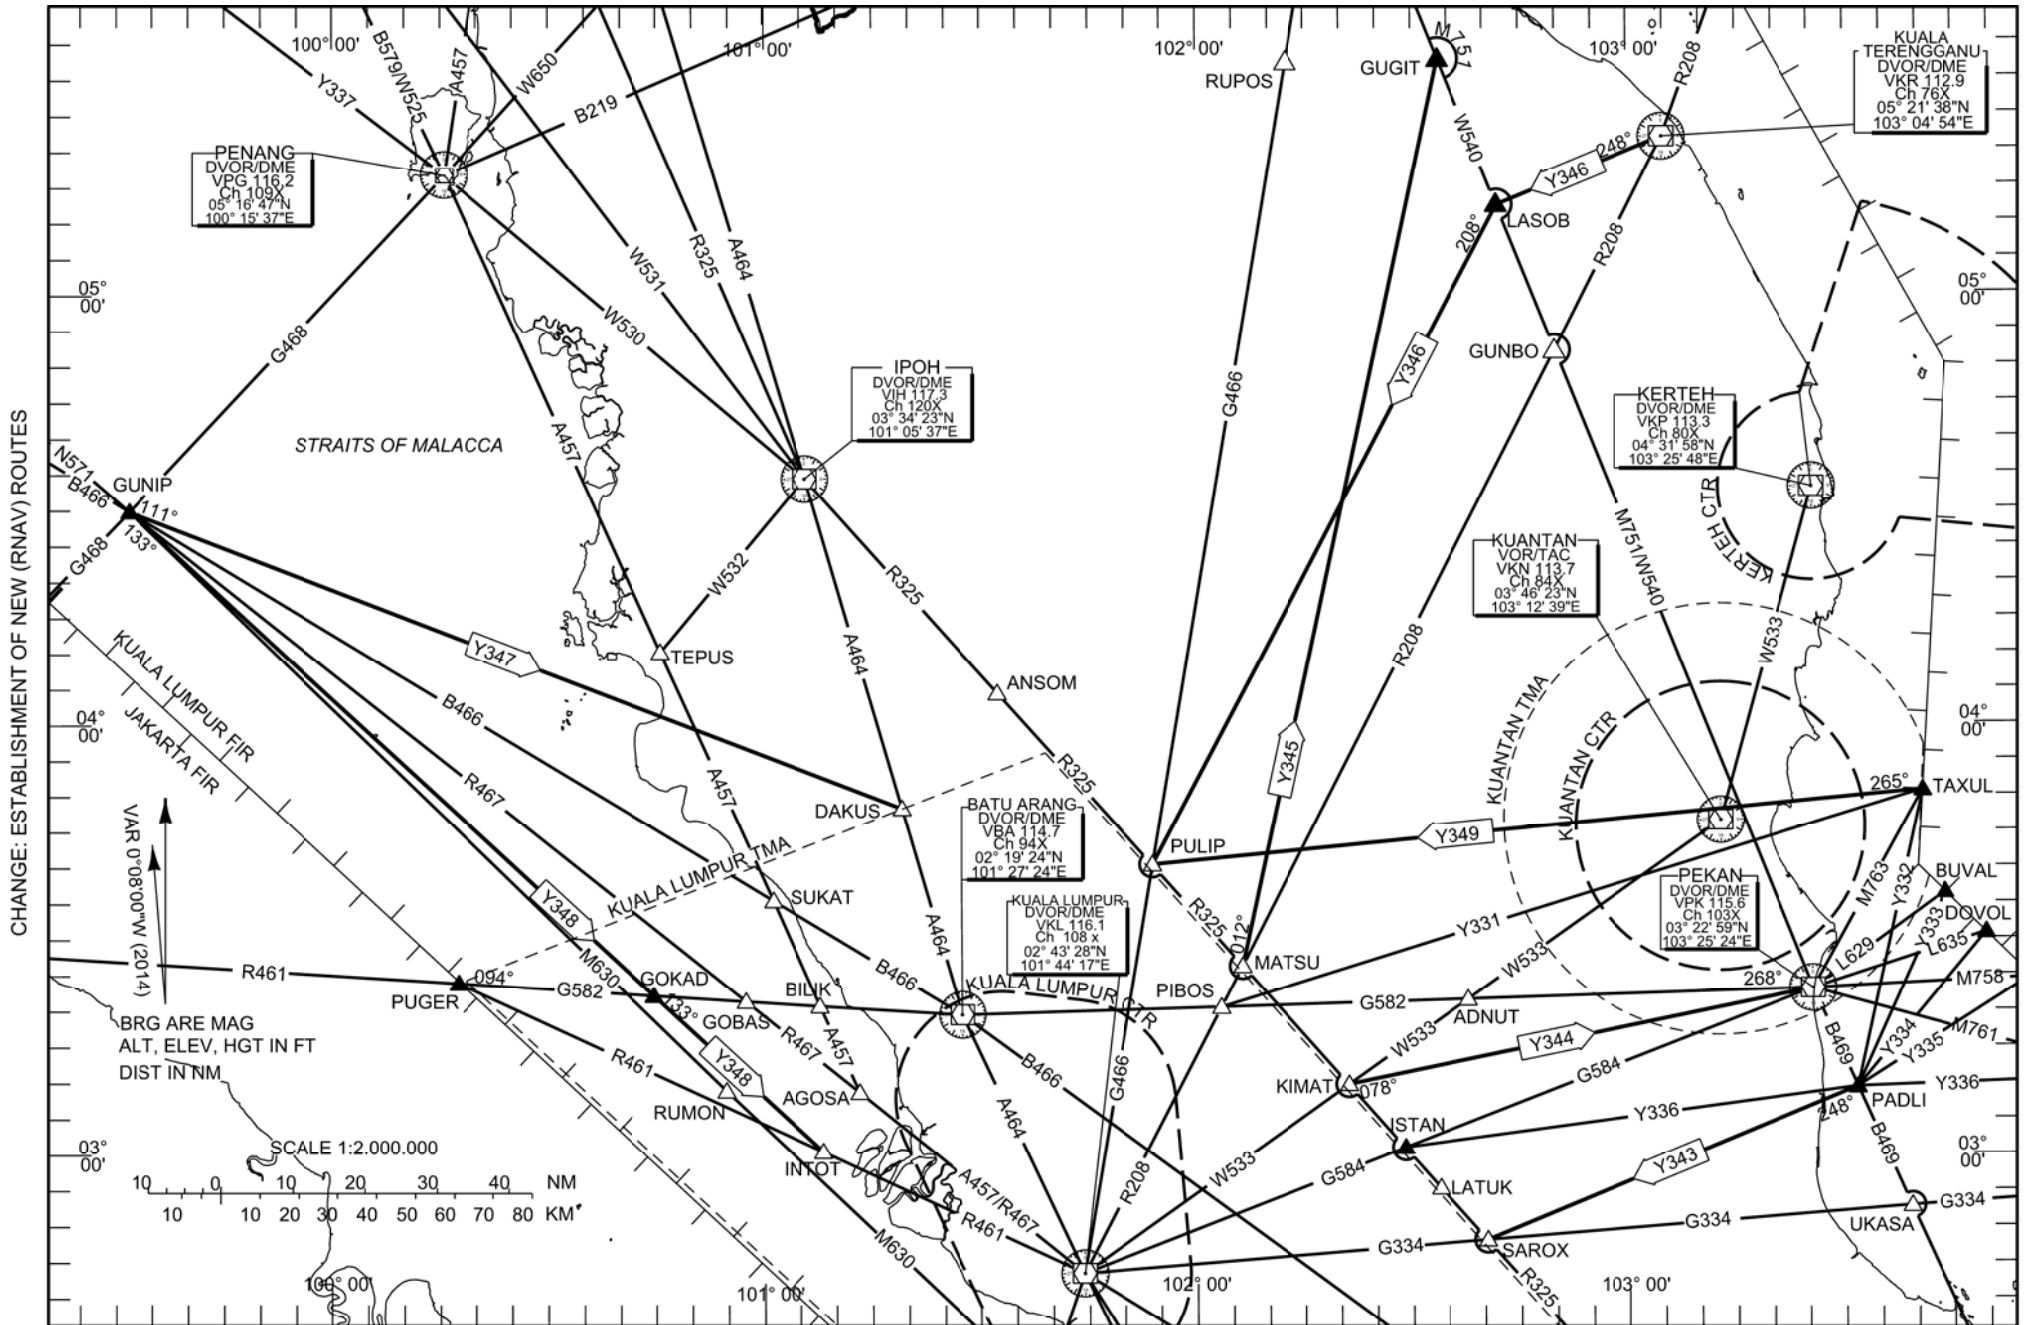 CHANGE: ESTABLISHMENT OF NEW (RNAV) ROUTES
100° 00'
101° 00'
102° 00'
103° 00'
Y337
B579/W525
A457
W650
B219
RUPOS
GUGIT
M751
W540
R208
KUALA
TERENGGANU
DVOR/DME
VKR 112.9
Ch 76X
05° 21' 38"N
103° 04' 54"E
PENANG
DVOR/DME
VPG 116.2
Ch 109X
05° 16' 47"N
100° 15' 37"E
248°
Y346
LASOB
208°
R208
W531
R325
A464
05°
00'
05°
00'
G468
W530
G466
Y346
GUNBO
IPOH
DVOR/DME
VIH 117.3
Ch 120X
03° 34' 23"N
101° 05' 37"E
KERTEH
DVOR/DME
VKP 113.3
Ch 80X
04° 31' 58"N
103° 25' 48"E
STRAITS OF MALACCA
A457
N571
B466
GUNIP
111°
133°
G468
KERTEH CTR
M751/W540
KUANTAN
VOR/TAC
VKN 113.7
Ch 84X
03° 46' 23"N
103° 12' 39"E
W532
R325
Y347
TEPUS
A464
ANSOM
R208
W533
KUALA LUMPUR FIR
JAKARTA FIR
B466
KUANTAN TMA
KUANTAN CTR
04°
00'
04°
00'
R467
A457
R325
Y345
265°
TAXUL
VAR 0°08'00"W (2014)
DAKUS
BATU ARANG
DVOR/DME
VBA 114.7
Ch 94X
02° 19' 24"N
101° 27' 24"E
PULIP
Y349
KUALA LUMPUR TMA
Y348
SUKAT
A464
KUALA LUMPUR
DVOR/DME
VKL 116.1
Ch 108 x
02° 43' 28"N
101° 44' 17"E
R325
012°
Y331
PEKAN
DVOR/DME
VPK 115.6
Ch 103X
03° 22' 59"N
103° 25' 24"E
M763
Y332
BUVAL
DOVOL
Y333
L629
L635
R461
094°
PUGER
G582
M630
GOKAD
133°
GOBAS
BILIK
B466
KUALA LUMPUR CTR
MATSU
PIBOS
G582
W533
ADNUT
268°
M758
M761
BRG ARE MAG
ALT, ELEV, HGT IN FT
DIST IN NM
R461
Y348
R467
A457
B466
G466
W533
Y344
G584
B469
Y334
Y335
Y336
RUMON
AGOSA
KIMAT
078°
A464
ISTAN
Y336
248°
PADLI
SCALE 1:2.000.000
03°
00'
03°
00'
INTOT
10 0 10 20 30 40 NM
10 10 20 30 40 50 60 70 80 KM
A457/R467
R461
R208
W533
G584
LATUK
Y343
B469
M630
G334
SAROX
G334
UKASA
G334
R325
100° 00'
101° 00'
102° 00'
103° 00'